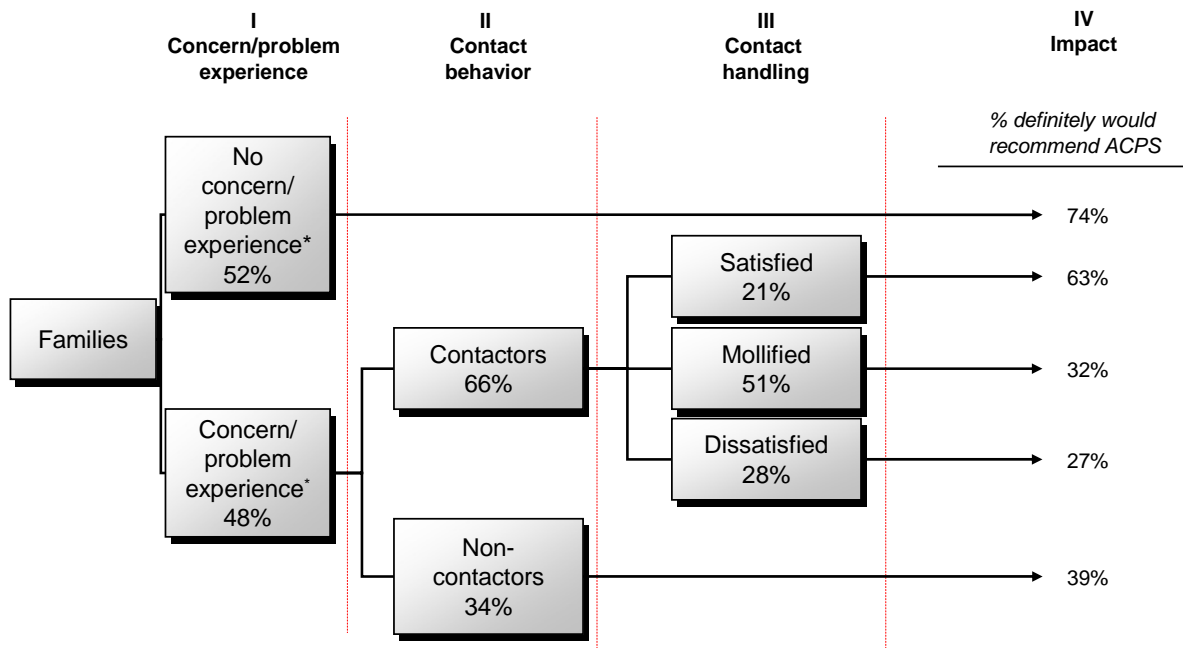 I
Concern/problem
experience
II
Contact
behavior
III
Contact
handling
IV
Impact
% definitely would
recommend ACPS
No
concern/
problem
experience*
52%
74%
Satisfied
21%
63%
Families
Contactors
66%
Mollified
51%
32%
Concern/
problem
experience*
48%
Dissatisfied
28%
27%
Non-
contactors
34%
39%